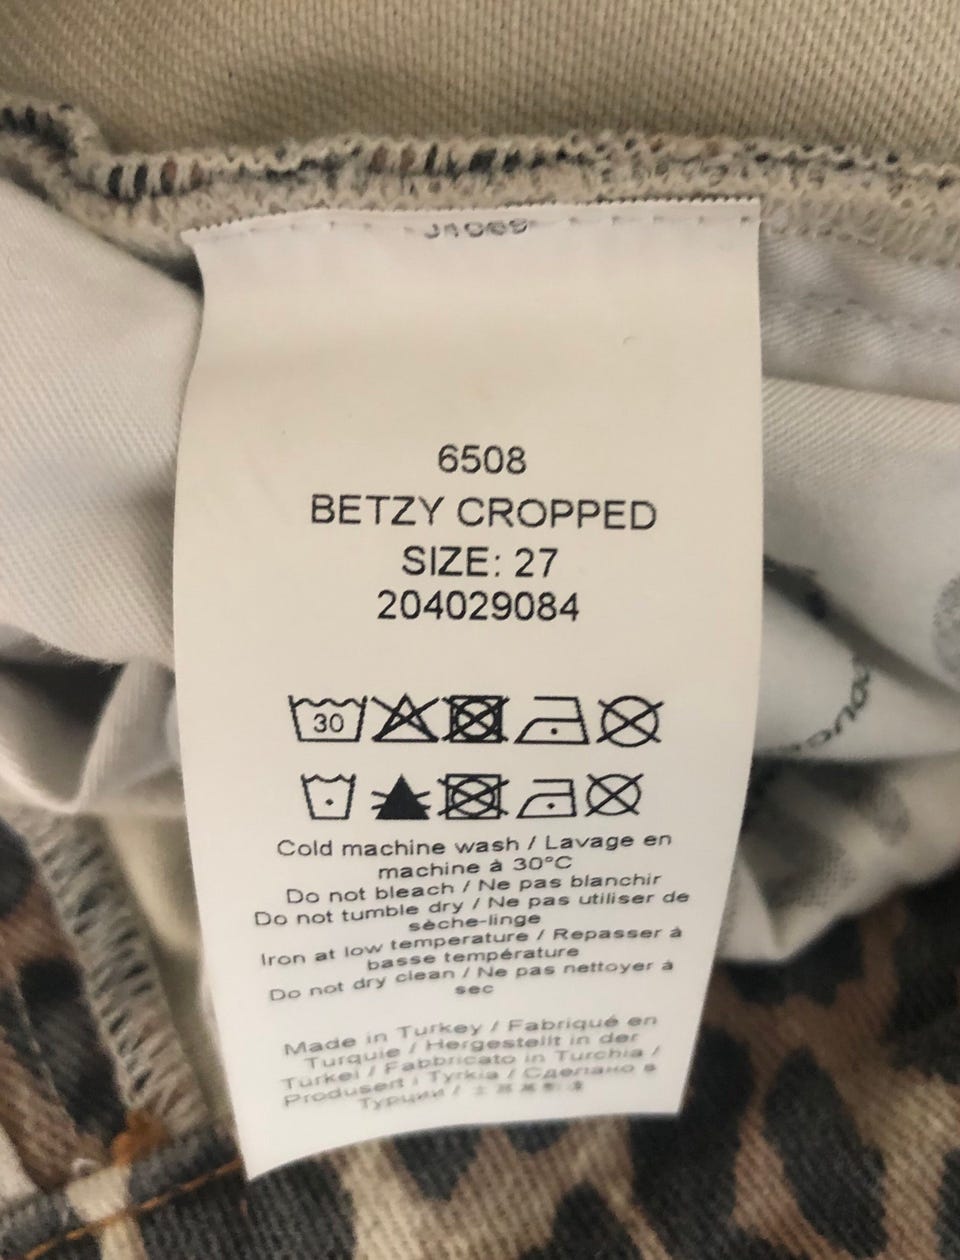 6508
BETZY CROPPED
SIZE: 27
204029084
30
Cold machine wash / Lavage en
machine à 30°C
Do not bleach / Ne pas blanchir
Do not tumble dry / Ne pas utiliser de
sèche-linge
Iron at low temperature / Repasser à
basse température
Do not dry clean / Ne pas nettoyer à
sec
Made in Turkey / Fabriqué en
Turquie / Hergestellt in der
Türkei / Fabbricato in Turchia /
Produsert i Tyrkia / Сделано в
Турции /